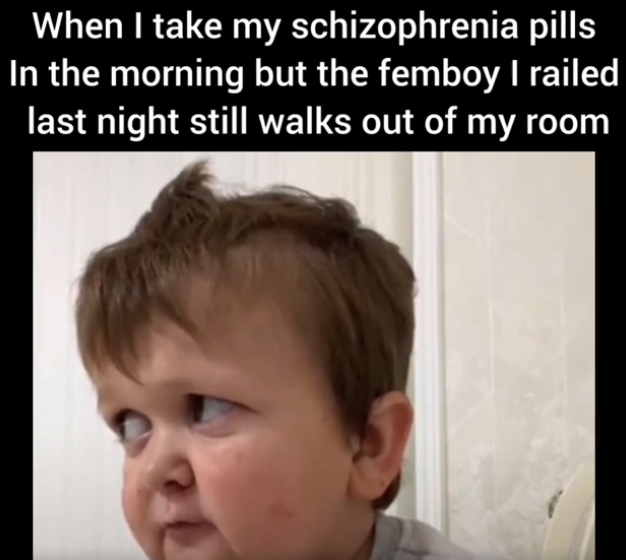 When I take my schizophrenia pills
In the morning but the femboy I railed
last night still walks out of my room